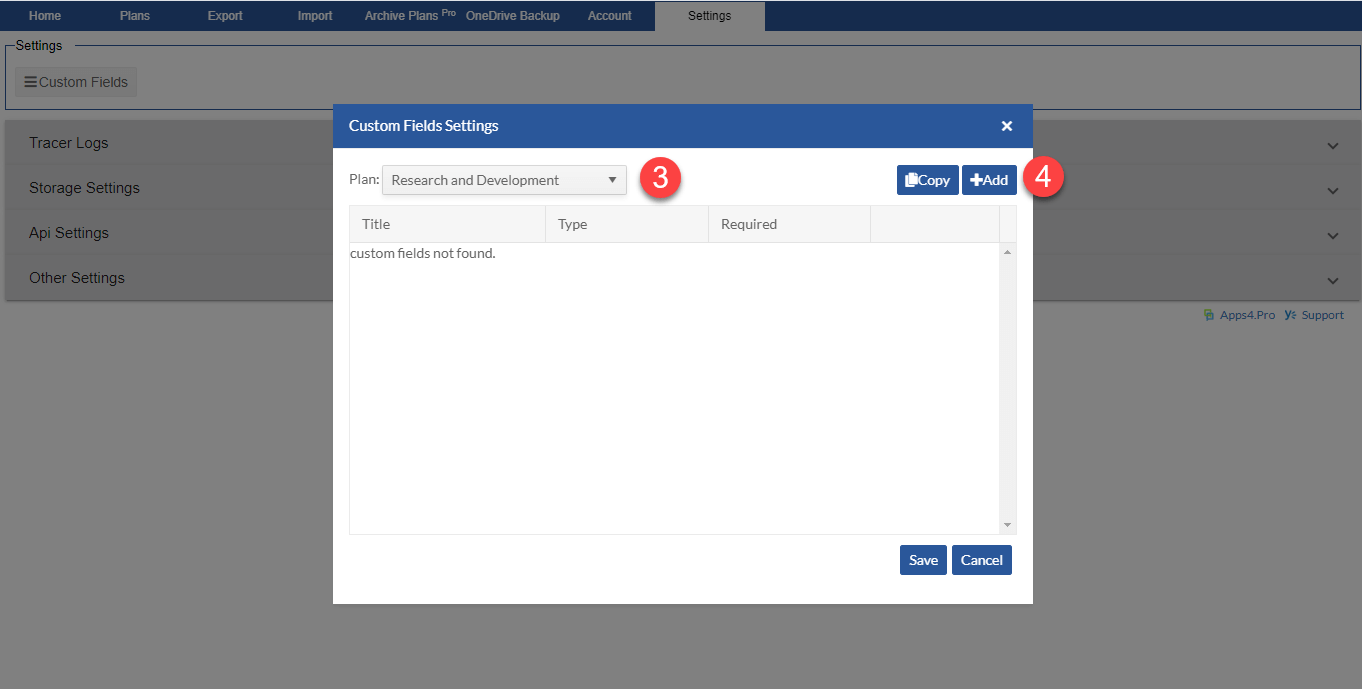 Home Plans Export Import Archive Plans Pro OneDrive Backup Account Settings
Settings
Custom Fields
Tracer Logs
Storage Settings
Api Settings
Other Settings
Custom Fields Settings
Plan: Research and Development 3 Copy Add 4
Title Type Required
custom fields not found.
Save Cancel
Apps4.Pro Support